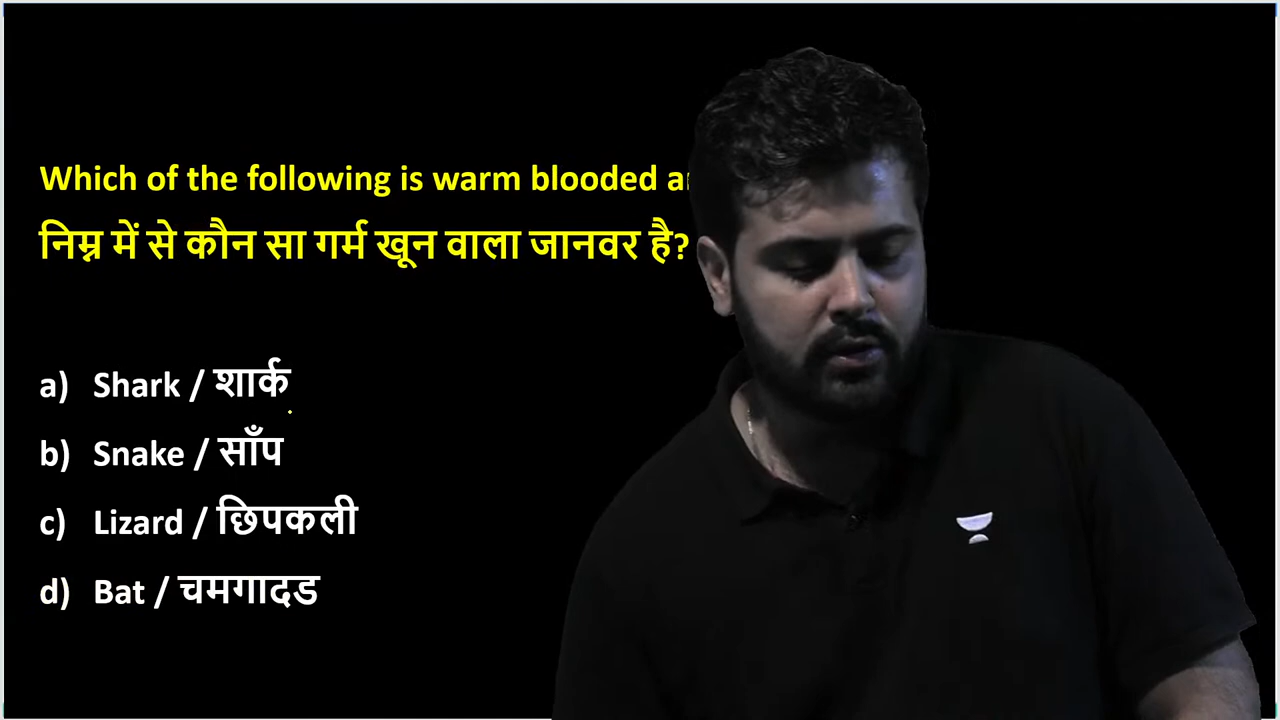 Which of the following is warm blooded
निम्न में से कौन सा गर्म खून वाला जानवर है?
a) Shark / शार्क
b) Snake / साँप
c) Lizard / छिपकली
d) Bat / चमगादड